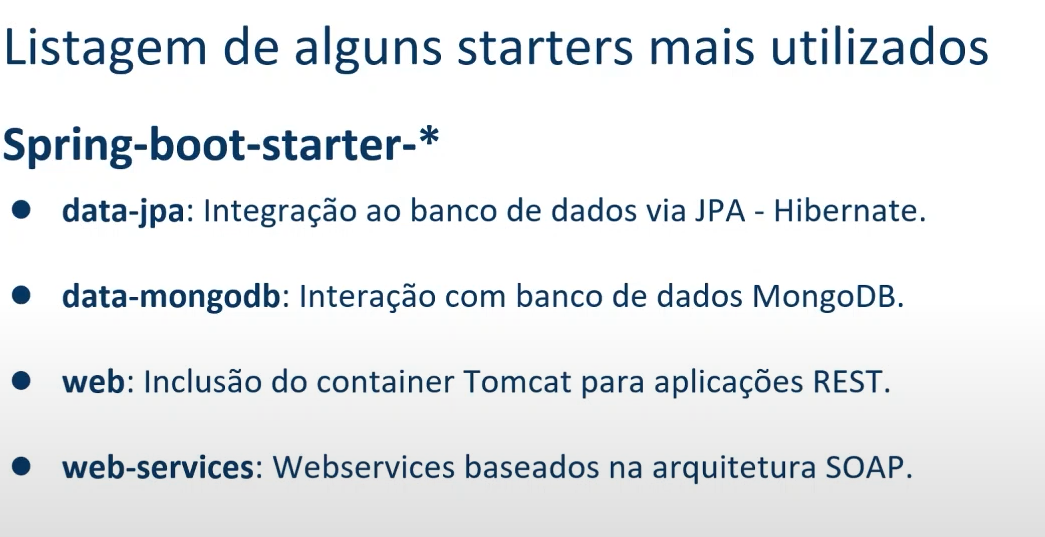 Listagem de alguns starters mais utilizados
Spring-boot-starter-*
● data-jpa: Integração ao banco de dados via JPA - Hibernate.
● data-mongodb: Interação com banco de dados MongoDB.
● web: Inclusão do container Tomcat para aplicações REST.
● web-services: Webservices baseados na arquitetura SOAP.